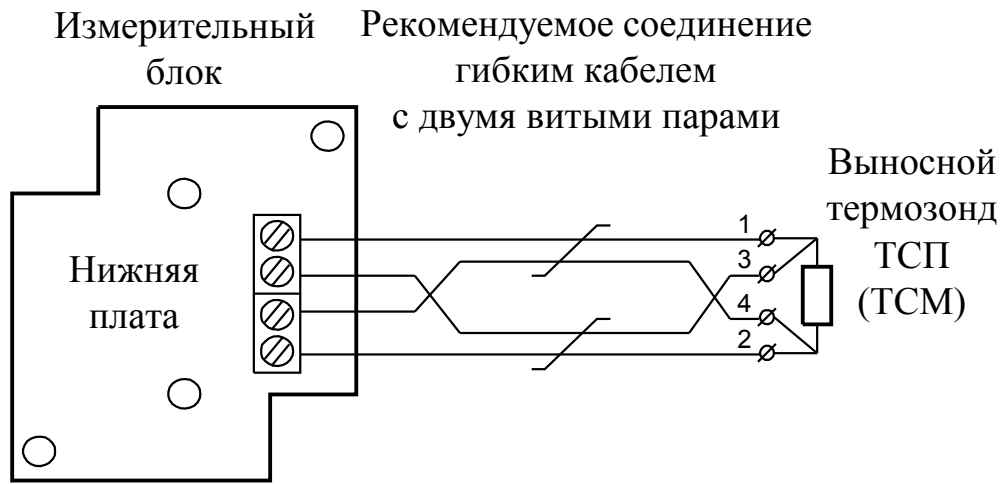 Измерительный
блок
Рекомендуемое соединение
гибким кабелем
с двумя витыми парами
Выносной
термозонд
ТСП
(ТСМ)
Нижняя
плата
1
3
4
2